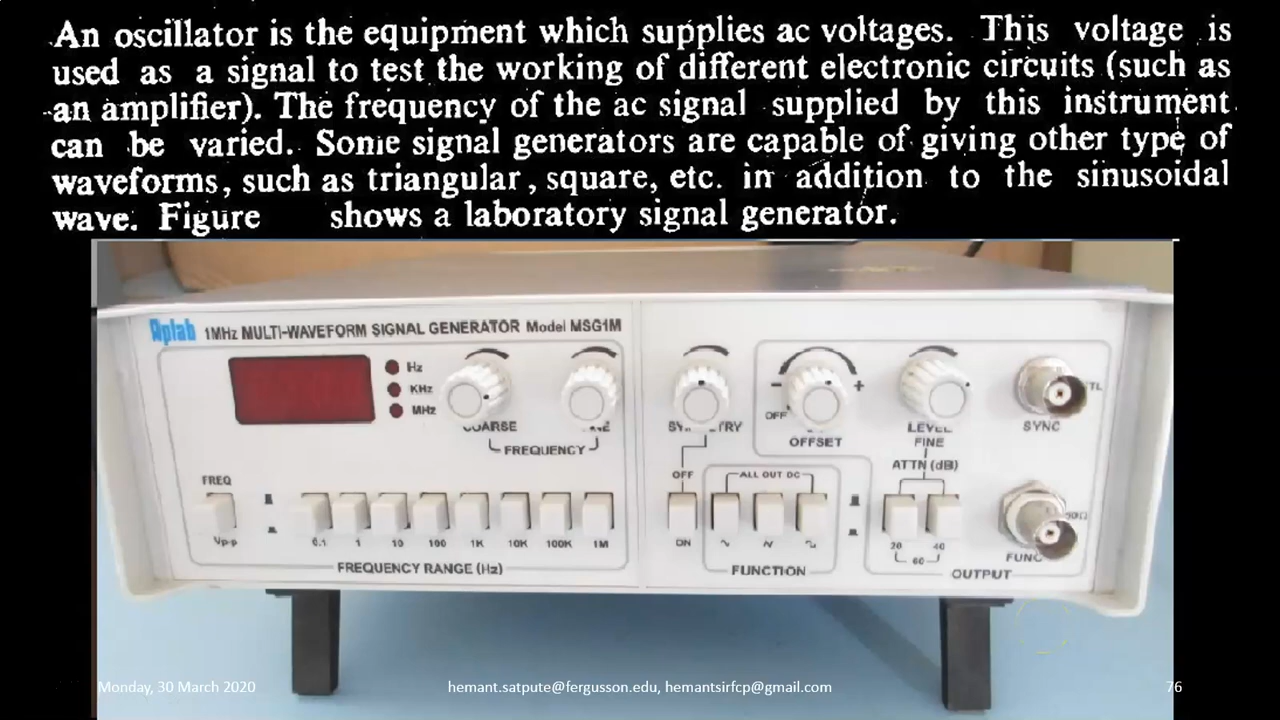 An oscillator is the equipment which supplies ac voltages. This voltage is
used as a signal to test the working of different electronic circuits (such as
an amplifier). The frequency of the ac signal supplied by this instrument
can be varied. Some signal generators are capable of giving other type of
waveforms, such as triangular, square, etc. in addition to the sinusoidal
wave. Figure shows a laboratory signal generator.
Aplab 1MHz MULTI-WAVEFORM SIGNAL GENERATOR Model MSG1M
Hz
KHz
MHz
COARSE
FREQUENCY
- +
OFF
OFFSET
LEVEL
FINE
SYNC
ATTN (dB)
FREQ
Vp-p
0.1 1 10 100 1K 10K 100K 1M
FREQUENCY RANGE (Hz)
OFF
ON
ALL OUT DC
FUNCTION
20 40
60
OUTPUT
Monday, 30 March 2020 hemant.satpute@fergusson.edu, hemantsirfcp@gmail.com 76